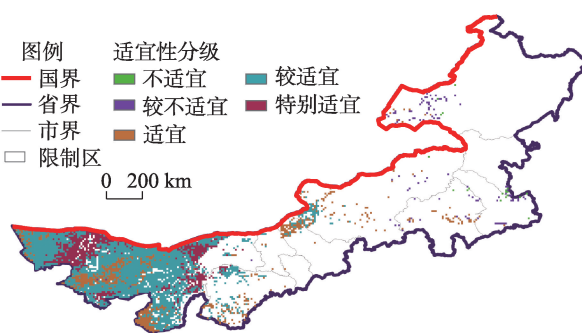 图例
国界
省界
市界
限制区
适宜性分级
不适宜
较不适宜
适宜
较适宜
特别适宜
0 200 km